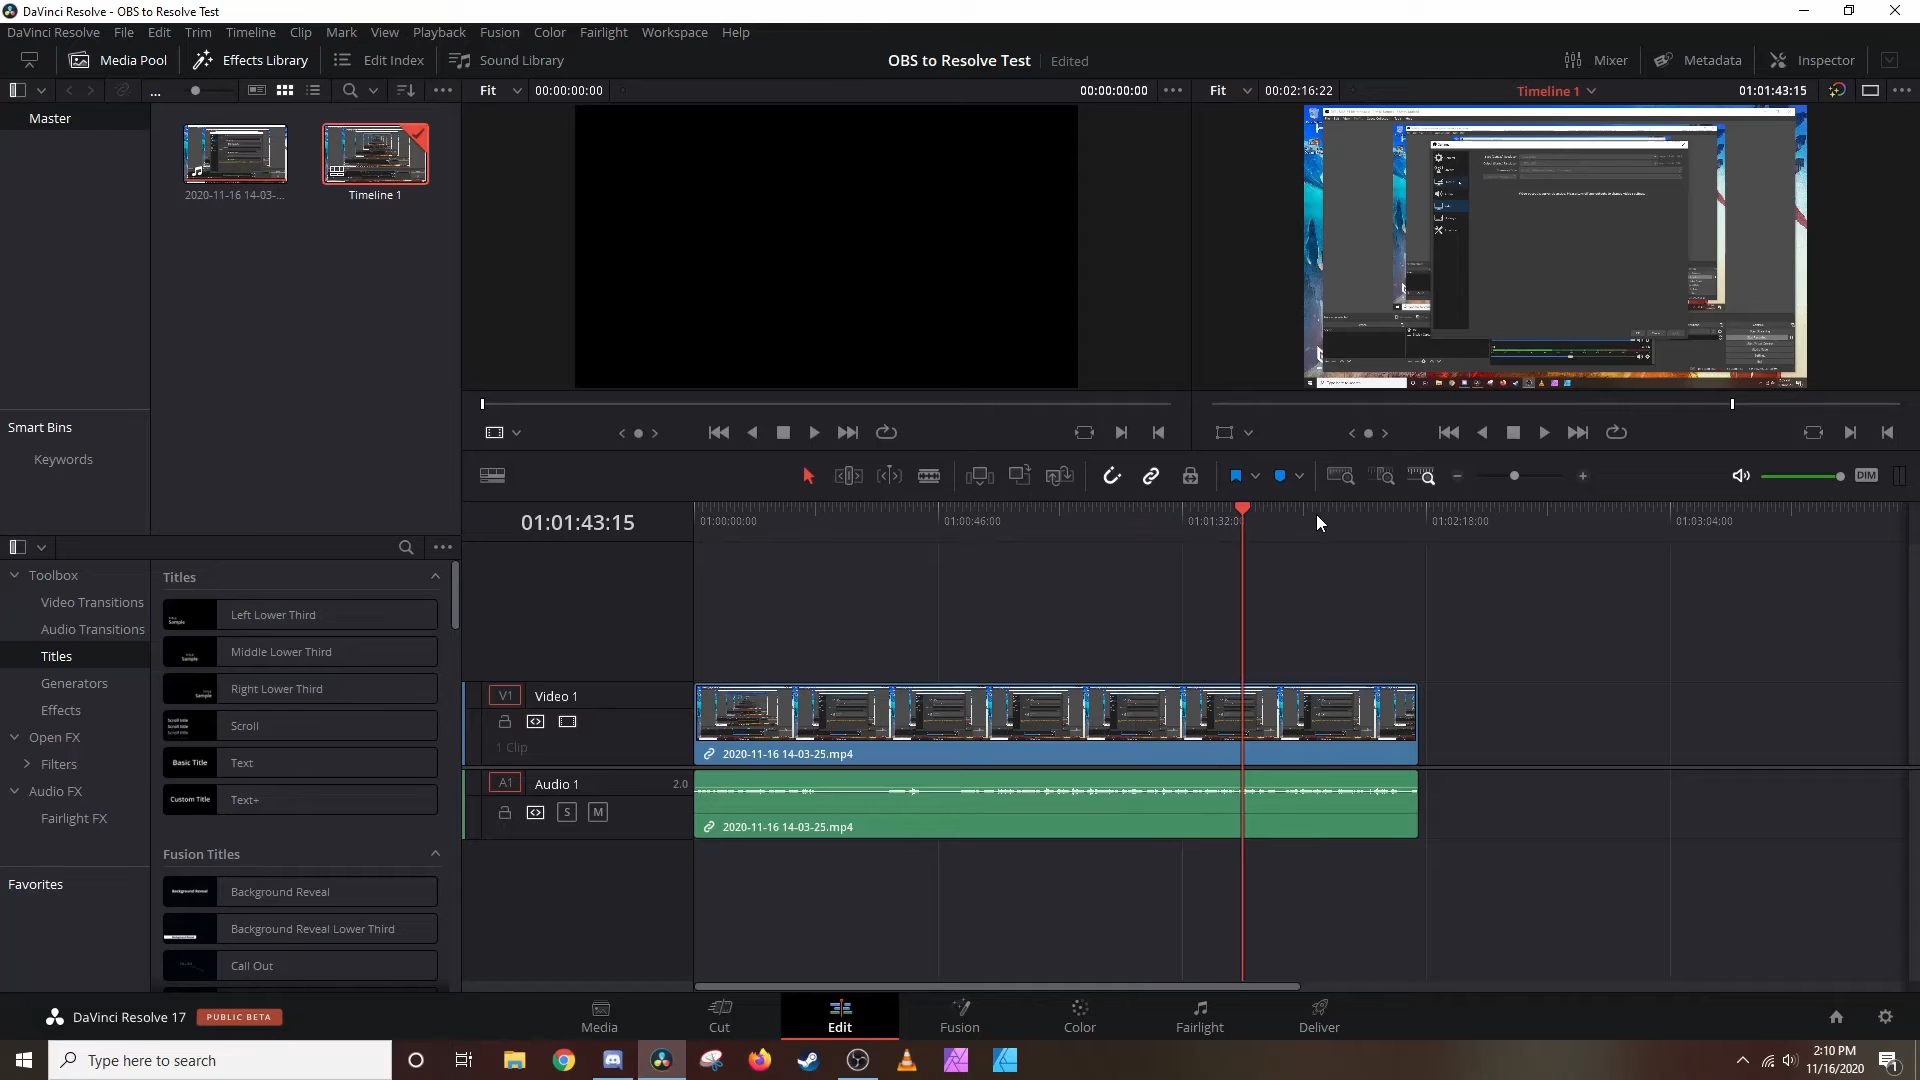 DaVinci Resolve - OBS to Resolve Test
DaVinci Resolve File Edit Trim Timeline Clip Mark View Playback Fusion Color Fairlight Workspace Help
Media Pool Effects Library Edit Index Sound Library OBS to Resolve Test Edited Mixer Metadata Inspector
... Fit 00:00:00:00 00:00:00:00 Fit 00:02:16:22 Timeline 1 01:01:43:15
Master
2020-11-16 14-03-... Timeline 1
Smart Bins
Keywords
DIM
01:01:43:15 01:00:00:00 01:00:46:00 01:01:32:00 01:02:18:00 01:03:04:00
Toolbox
Video Transitions
Audio Transitions
Titles
Generators
Effects
Open FX
Filters
Audio FX
Fairlight FX
Favorites
Titles
Sample Left Lower Third
Sample Middle Lower Third
Sample Right Lower Third
Scroll
Basic Title Text
Custom Title Text+
Fusion Titles
Background Reveal Background Reveal
Background Reveal Lower Third
Call Out
V1 Video 1
1 Clip
2020-11-16 14-03-25.mp4
A1 Audio 1 2.0
S M
2020-11-16 14-03-25.mp4
DaVinci Resolve 17 PUBLIC BETA Media Cut Edit Fusion Color Fairlight Deliver
Type here to search
2:10 PM
11/16/2020
1